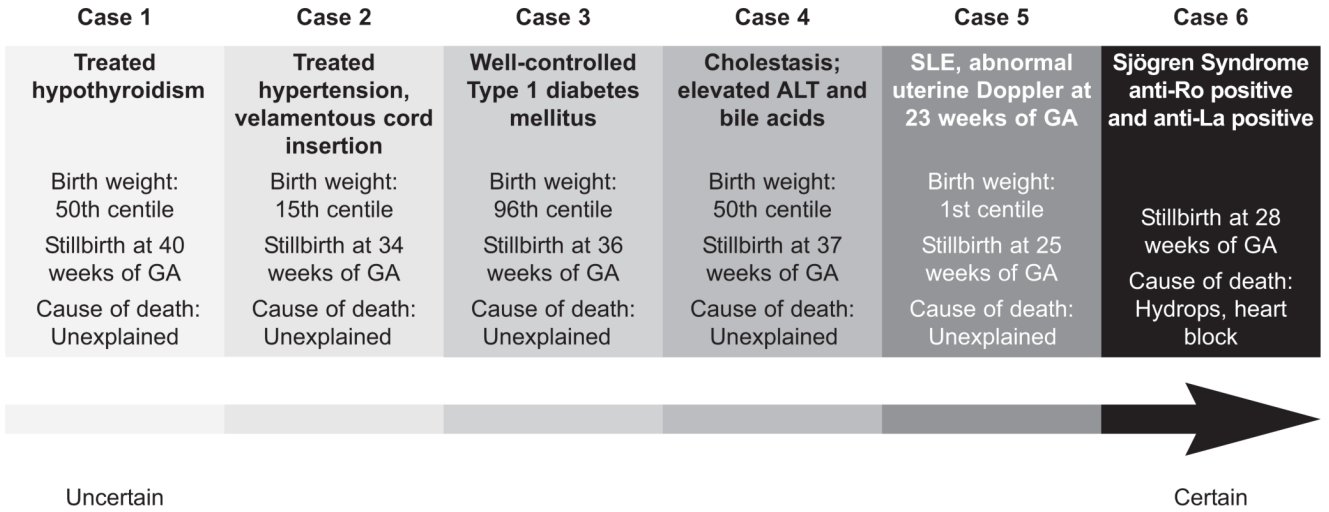 Case 1
Treated
hypothyroidism
Birth weight:
50th centile
Stillbirth at 40
weeks of GA
Cause of death:
Unexplained
Case 2
Treated
hypertension,
velamentous cord
insertion
Birth weight:
15th centile
Stillbirth at 34
weeks of GA
Cause of death:
Unexplained
Case 3
Well-controlled
Type 1 diabetes
mellitus
Birth weight:
96th centile
Stillbirth at 36
weeks of GA
Cause of death:
Unexplained
Case 4
Cholestasis;
elevated ALT and
bile acids
Birth weight:
50th centile
Stillbirth at 37
weeks of GA
Cause of death:
Unexplained
Case 5
SLE, abnormal
uterine Doppler at
23 weeks of GA
Birth weight:
1st centile
Stillbirth at 25
weeks of GA
Cause of death:
Unexplained
Case 6
Sjögren Syndrome
anti-Ro positive
and anti-La positive
Stillbirth at 28
weeks of GA
Cause of death:
Hydrops, heart
block
Uncertain
Certain